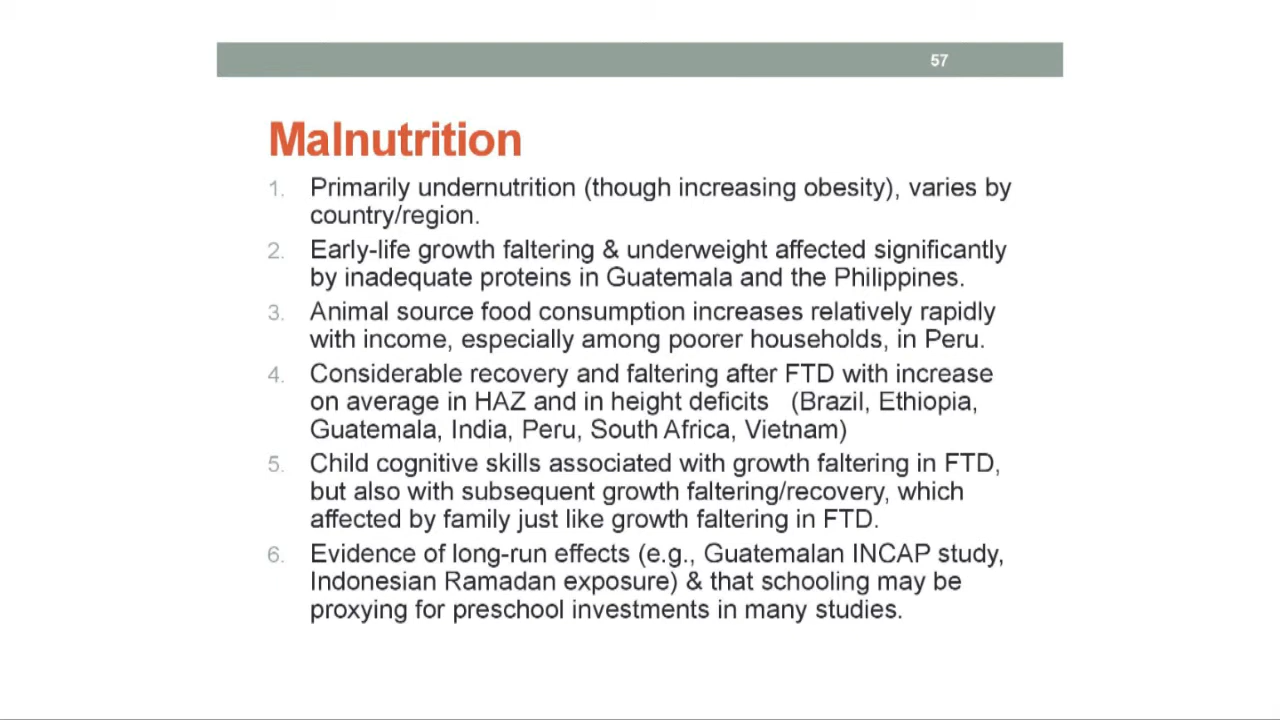 57
Malnutrition
1. Primarily undernutrition (though increasing obesity), varies by
country/region.
2. Early-life growth faltering & underweight affected significantly
by inadequate proteins in Guatemala and the Philippines.
3. Animal source food consumption increases relatively rapidly
with income, especially among poorer households, in Peru.
4. Considerable recovery and faltering after FTD with increase
on average in HAZ and in height deficits (Brazil, Ethiopia,
Guatemala, India, Peru, South Africa, Vietnam)
5. Child cognitive skills associated with growth faltering in FTD,
but also with subsequent growth faltering/recovery, which
affected by family just like growth faltering in FTD.
6. Evidence of long-run effects (e.g., Guatemalan INCAP study,
Indonesian Ramadan exposure) & that schooling may be
proxying for preschool investments in many studies.